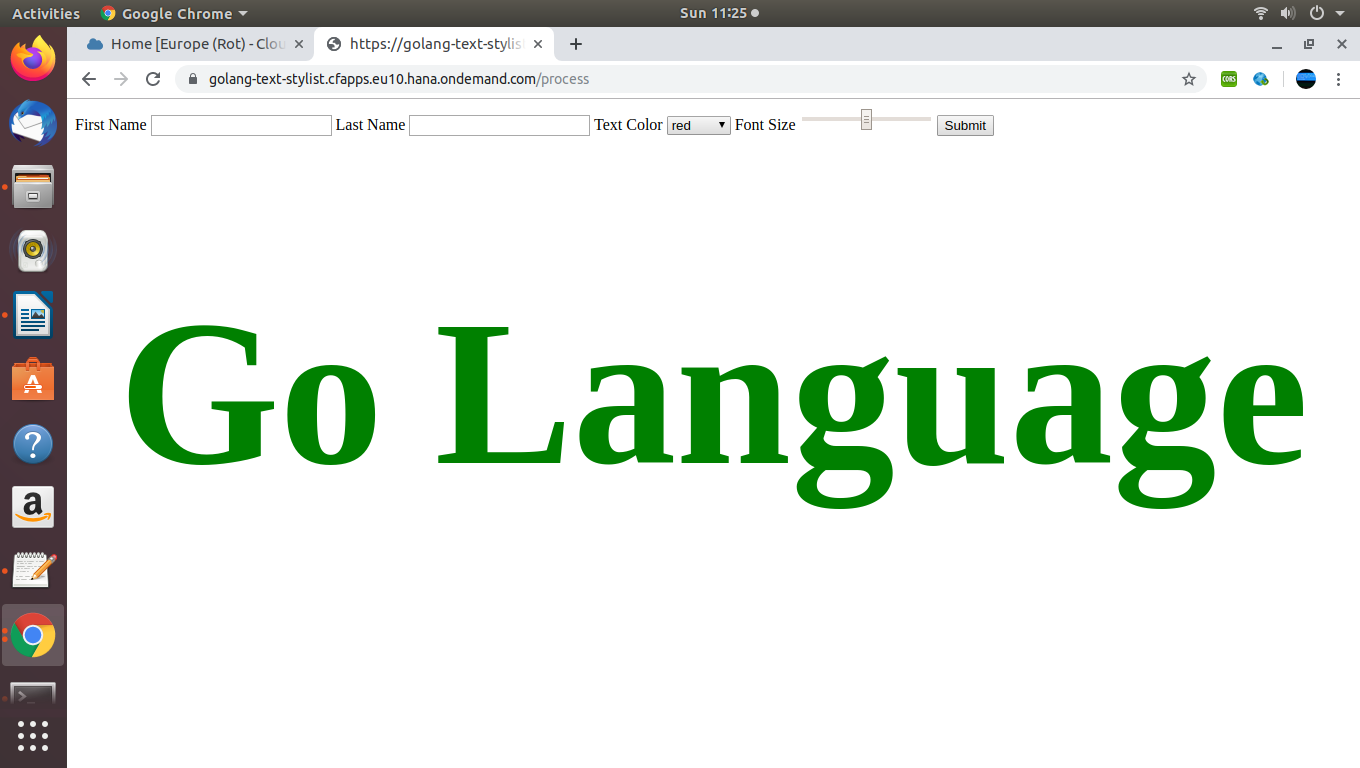 Activities Google Chrome Sun 11:25
Home [Europe (Rot) - Clou https://golang-text-stylis
golang-text-stylist.cfapps.eu10.hana.ondemand.com/process CORS
First Name Last Name Text Color red Font Size Submit
Go Language